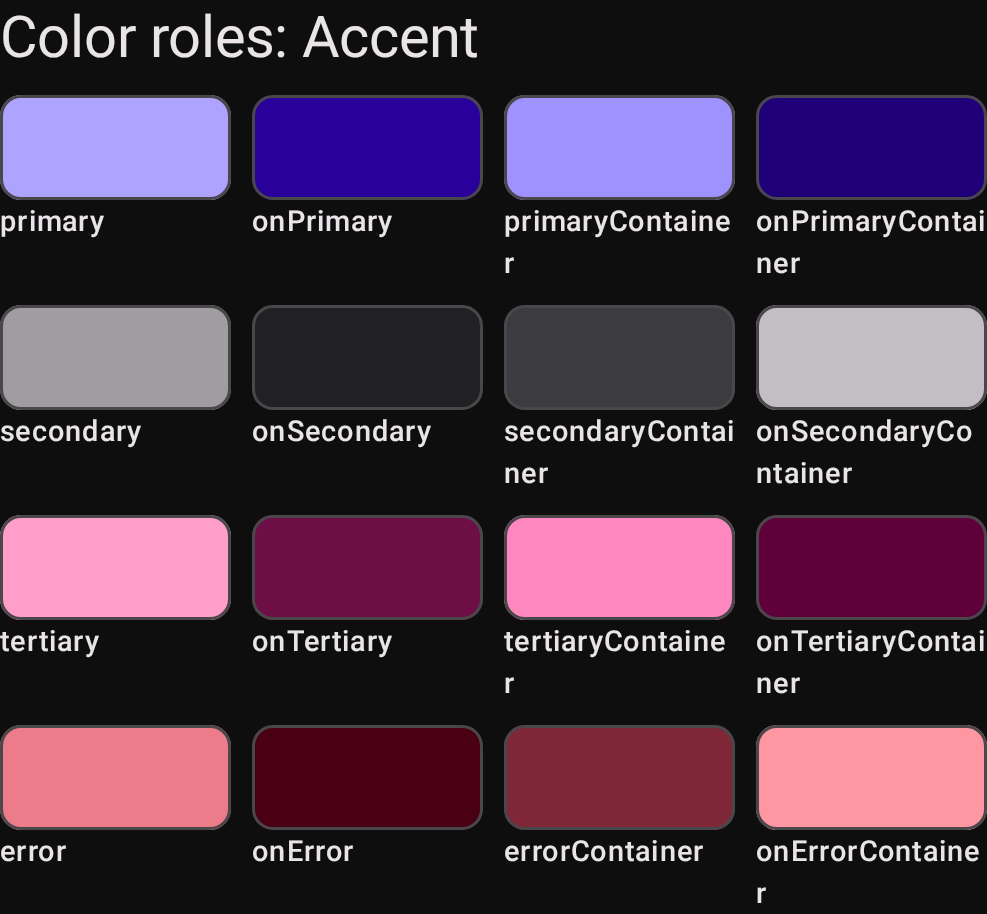 Color roles: Accent
primary
onPrimary
primaryContaine
r
onPrimaryContai
ner
secondary
onSecondary
secondaryContai
ner
onSecondaryCo
ntainer
tertiary
onTertiary
tertiaryContaine
r
onTertiaryContai
ner
error
onError
errorContainer
onErrorContaine
r